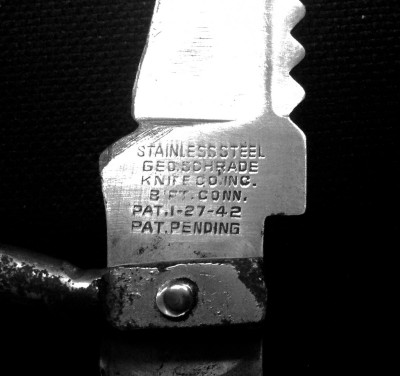 STAINLESS STEEL
GEO. SCHRADE
KNIFE CO. INC.
B'PT. CONN.
PAT. 1-27-42
PAT. PENDING